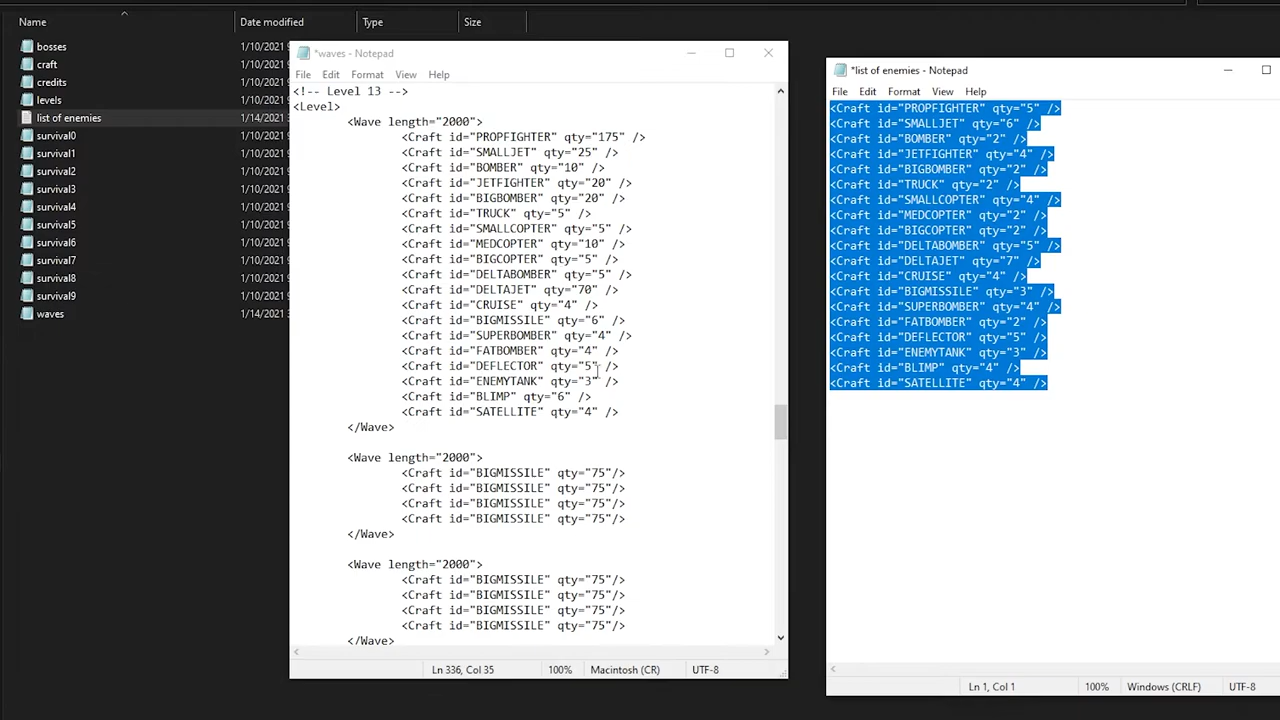 Name Date modified Type Size
bosses 1/10/2021 9
craft 1/10/2021 9
credits 1/10/2021 9
levels 1/10/2021 9
list of enemies 1/14/2021 3
survival0 1/10/2021 9
survival1 1/10/2021 9
survival2 1/10/2021 9
survival3 1/10/2021 9
survival4 1/10/2021 9
survival5 1/10/2021 9
survival6 1/10/2021 9
survival7 1/10/2021 9
survival8 1/10/2021 9
survival9 1/10/2021 9
waves 1/14/2021 3
*waves - Notepad
File Edit Format View Help
<!-- Level 13 -->
<Level>
<Wave length="2000">
<Craft id="PROPFIGHTER" qty="175" />
<Craft id="SMALLJET" qty="25" />
<Craft id="BOMBER" qty="10" />
<Craft id="JETFIGHTER" qty="20" />
<Craft id="BIGBOMBER" qty="20" />
<Craft id="TRUCK" qty="5" />
<Craft id="SMALLCOPTER" qty="5" />
<Craft id="MEDCOPTER" qty="10" />
<Craft id="BIGCOPTER" qty="5" />
<Craft id="DELTABOMBER" qty="5" />
<Craft id="DELTAJET" qty="70" />
<Craft id="CRUISE" qty="4" />
<Craft id="BIGMISSILE" qty="6" />
<Craft id="SUPERBOMBER" qty="4" />
<Craft id="FATBOMBER" qty="4" />
<Craft id="DEFLECTOR" qty="5" />
<Craft id="ENEMYTANK" qty="3" />
<Craft id="BLIMP" qty="6" />
<Craft id="SATELLITE" qty="4" />
</Wave>
<Wave length="2000">
<Craft id="BIGMISSILE" qty="75"/>
<Craft id="BIGMISSILE" qty="75"/>
<Craft id="BIGMISSILE" qty="75"/>
<Craft id="BIGMISSILE" qty="75"/>
</Wave>
<Wave length="2000">
<Craft id="BIGMISSILE" qty="75"/>
<Craft id="BIGMISSILE" qty="75"/>
<Craft id="BIGMISSILE" qty="75"/>
<Craft id="BIGMISSILE" qty="75"/>
</Wave>
Ln 336, Col 35 100% Macintosh (CR) UTF-8
*list of enemies - Notepad
File Edit Format View Help
<Craft id="PROPFIGHTER" qty="5" />
<Craft id="SMALLJET" qty="6" />
<Craft id="BOMBER" qty="2" />
<Craft id="JETFIGHTER" qty="4" />
<Craft id="BIGBOMBER" qty="2" />
<Craft id="TRUCK" qty="2" />
<Craft id="SMALLCOPTER" qty="4" />
<Craft id="MEDCOPTER" qty="2" />
<Craft id="BIGCOPTER" qty="2" />
<Craft id="DELTABOMBER" qty="5" />
<Craft id="DELTAJET" qty="7" />
<Craft id="CRUISE" qty="4" />
<Craft id="BIGMISSILE" qty="3" />
<Craft id="SUPERBOMBER" qty="4" />
<Craft id="FATBOMBER" qty="2" />
<Craft id="DEFLECTOR" qty="5" />
<Craft id="ENEMYTANK" qty="3" />
<Craft id="BLIMP" qty="4" />
<Craft id="SATELLITE" qty="4" />
Ln 1, Col 1 100% Windows (CRLF) UTF-8